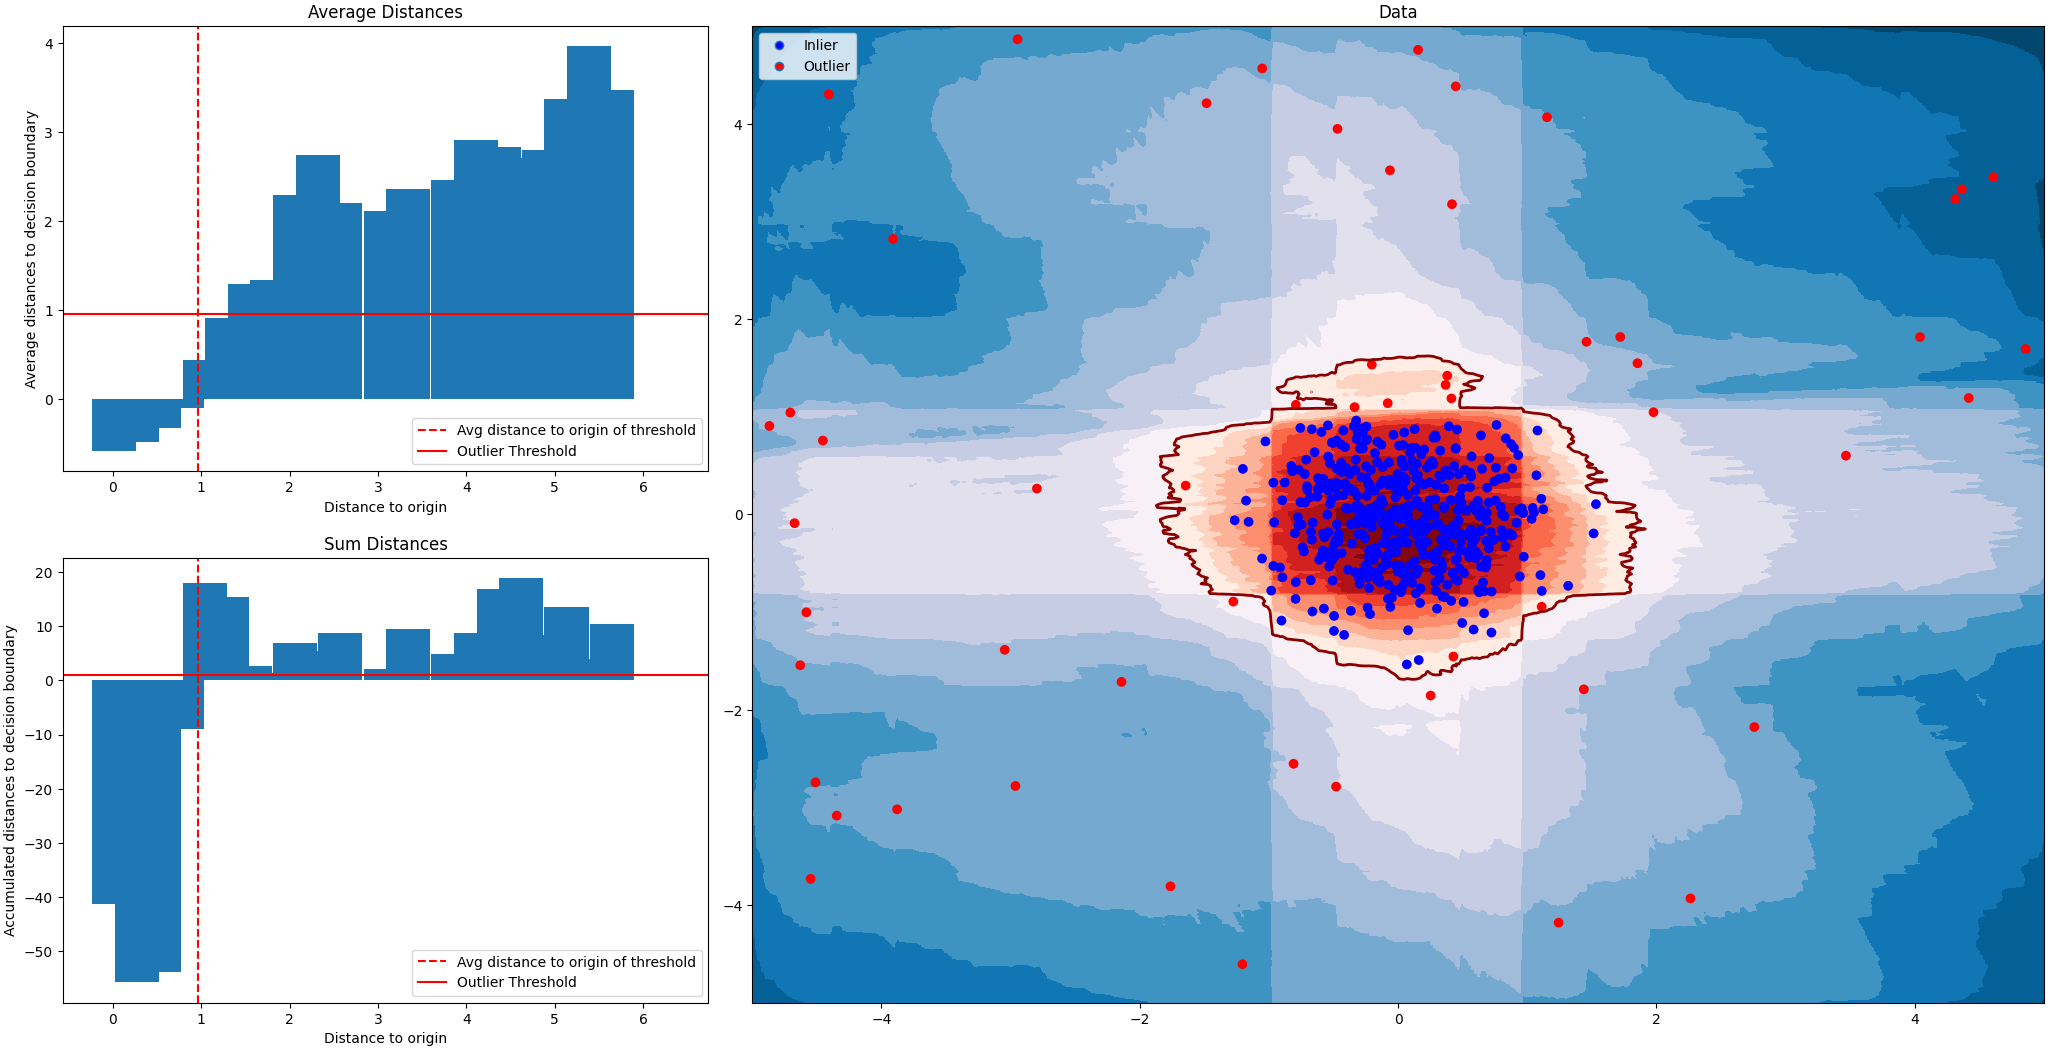 Average Distances
Average distances to decision boundary
4
3
2
1
0
0 1 2 3 4 5 6
Distance to origin
Avg distance to origin of threshold
Outlier Threshold
Sum Distances
Accumulated distances to decision boundary
20
10
0
−10
−20
−30
−40
−50
0 1 2 3 4 5 6
Distance to origin
Avg distance to origin of threshold
Outlier Threshold
Data
Inlier
Outlier
4
2
0
−2
−4
−4 −2 0 2 4